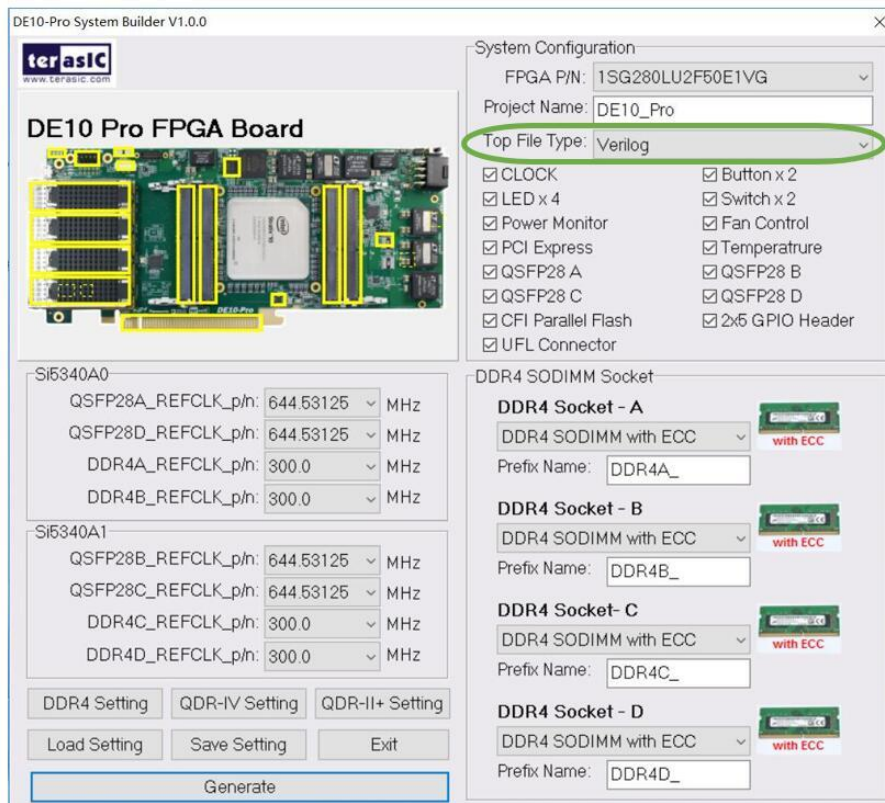 DE10-Pro System Builder V1.0.0
terasic
www.terasic.com
DE10 Pro FPGA Board
DE10-Pro
System Configuration
FPGA P/N: 1SG280LU2F50E1VG
Project Name: DE10_Pro
Top File Type: Verilog
CLOCK
Button x 2
LED x 4
Switch x 2
Power Monitor
Fan Control
PCI Express
Temperatrure
QSFP28 A
QSFP28 B
QSFP28 C
QSFP28 D
CFI Parallel Flash
2x5 GPIO Header
UFL Connector
Si5340A0
QSFP28A_REFCLK_p/n: 644.53125 MHz
QSFP28D_REFCLK_p/n: 644.53125 MHz
DDR4A_REFCLK_p/n: 300.0 MHz
DDR4B_REFCLK_p/n: 300.0 MHz
Si5340A1
QSFP28B_REFCLK_p/n: 644.53125 MHz
QSFP28C_REFCLK_p/n: 644.53125 MHz
DDR4C_REFCLK_p/n: 300.0 MHz
DDR4D_REFCLK_p/n: 300.0 MHz
DDR4 Setting
QDR-IV Setting
QDR-II+ Setting
Load Setting
Save Setting
Exit
Generate
DDR4 SODIMM Socket
DDR4 Socket - A
DDR4 SODIMM with ECC
with ECC
Prefix Name: DDR4A_
DDR4 Socket - B
DDR4 SODIMM with ECC
with ECC
Prefix Name: DDR4B_
DDR4 Socket- C
DDR4 SODIMM with ECC
with ECC
Prefix Name: DDR4C_
DDR4 Socket - D
DDR4 SODIMM with ECC
with ECC
Prefix Name: DDR4D_